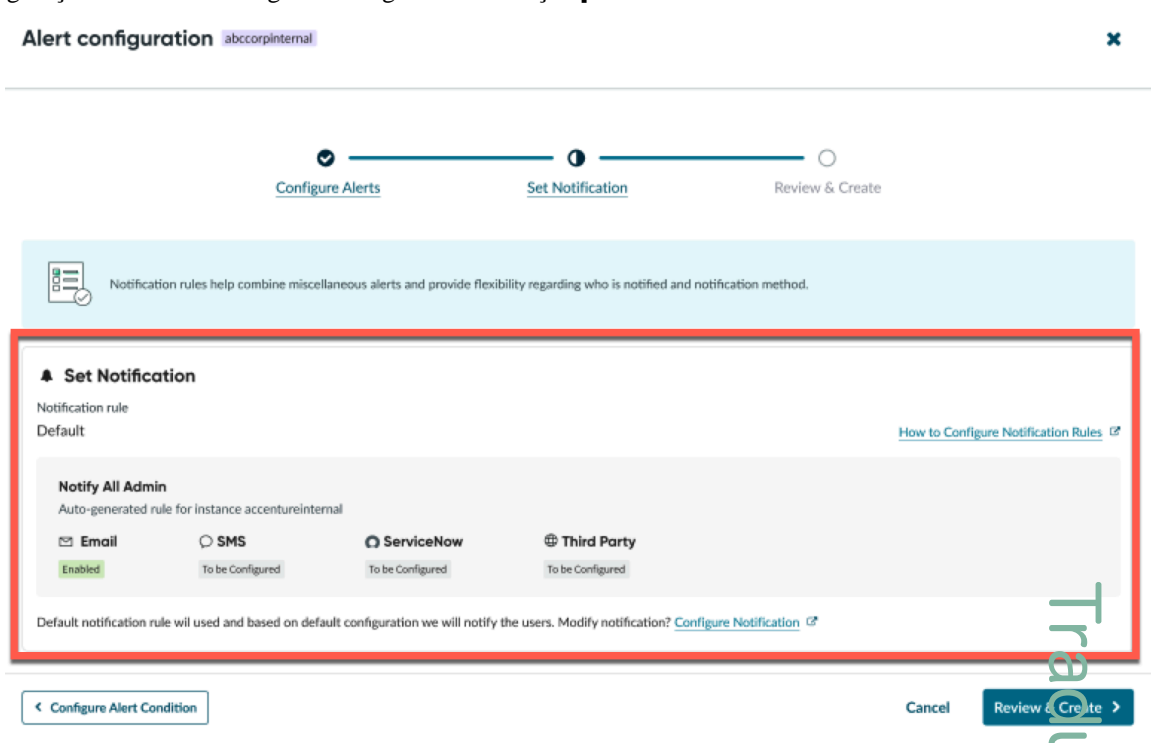 Alert configuration abccorpinternal
Configure Alerts
Set Notification
Review & Create
Notification rules help combine miscellaneous alerts and provide flexibility regarding who is notified and notification method.
Set Notification
Notification rule
Default
How to Configure Notification Rules
Notify All Admin
Auto-generated rule for instance accentureinternal
Email
SMS
ServiceNow
Third Party
Enabled
To be Configured
To be Configured
To be Configured
Default notification rule wil used and based on default configuration we will notify the users. Modify notification? Configure Notification
Configure Alert Condition
Cancel
Review & Create